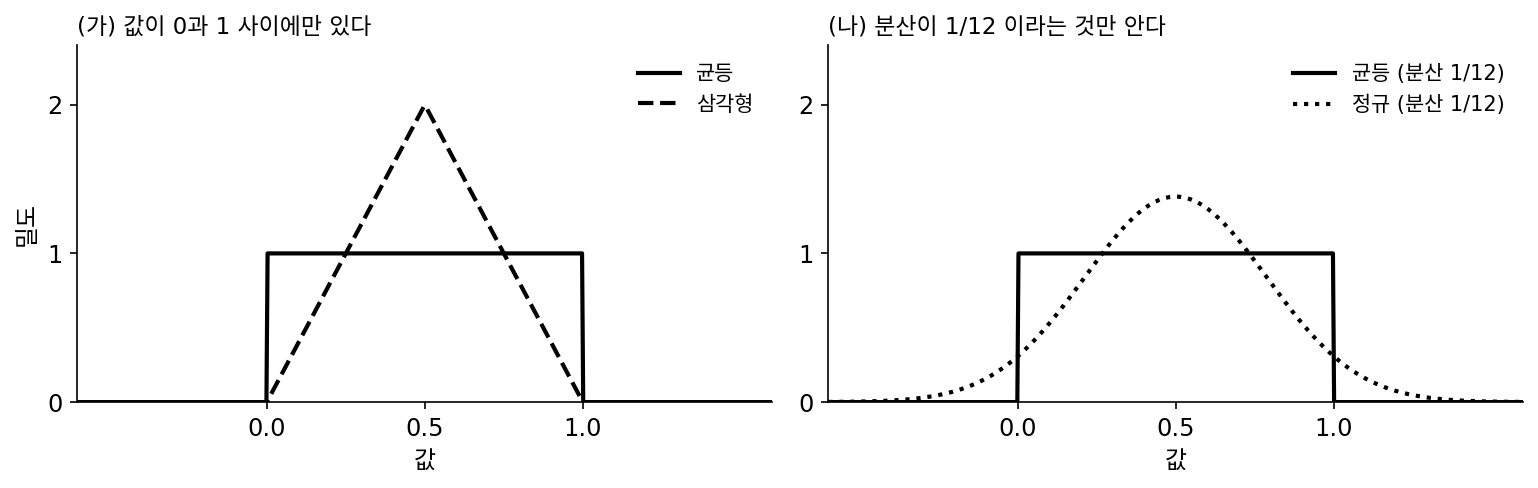 (가) 값이 0과 1 사이에만 있다
균등
삼각형
밀도
2
1
0
0.0 0.5 1.0
값
(나) 분산이 1/12 이라는 것만 안다
균등 (분산 1/12)
정규 (분산 1/12)
2
1
0
0.0 0.5 1.0
값